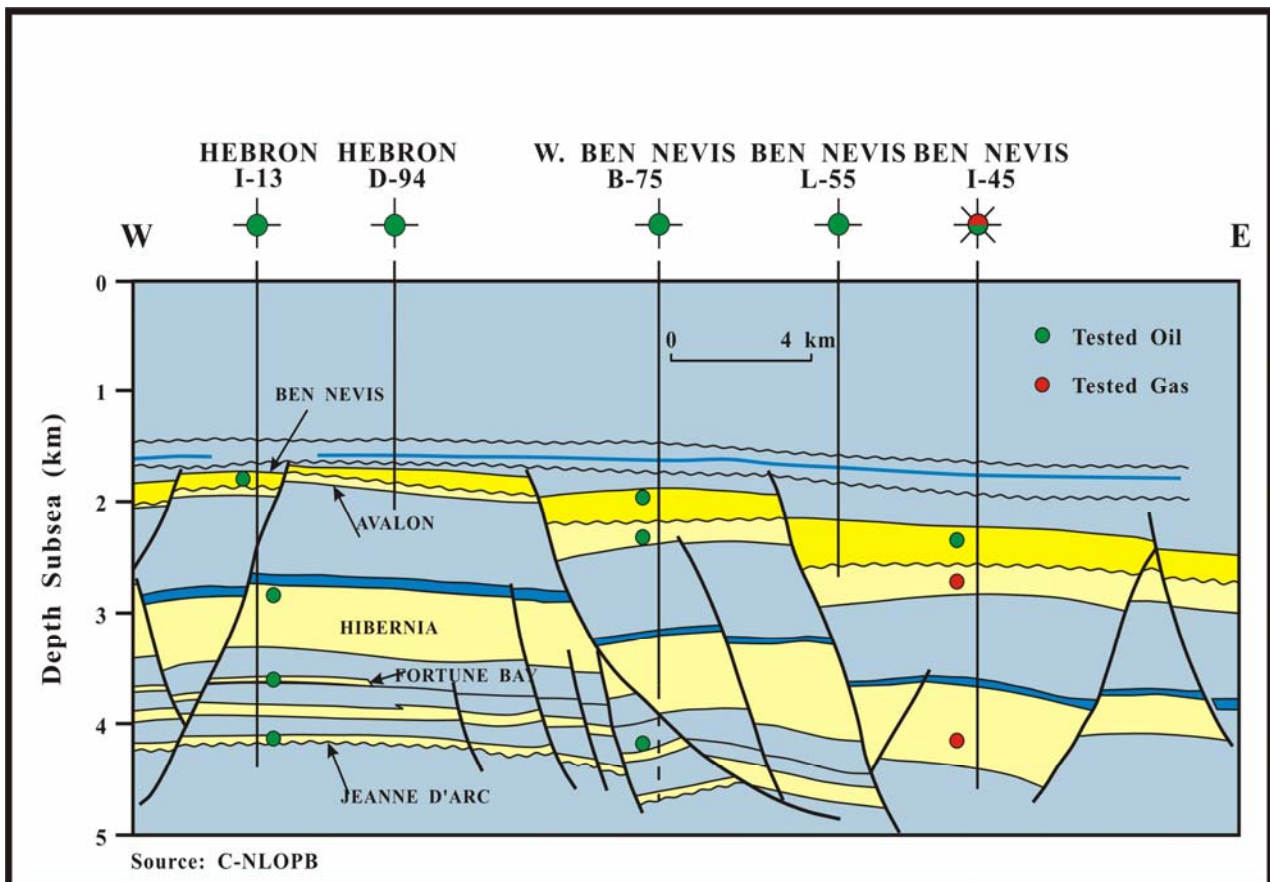 HEBRON HEBRON W. BEN NEVIS BEN NEVIS BEN NEVIS
I-13 D-94 B-75 L-55 I-45
W E
0
0 4 km
Tested Oil
Tested Gas
1
BEN NEVIS
2
AVALON
3
HIBERNIA
FORTUNE BAY
4
JEANNE D'ARC
5
Depth Subsea (km)
Source: C-NLOPB